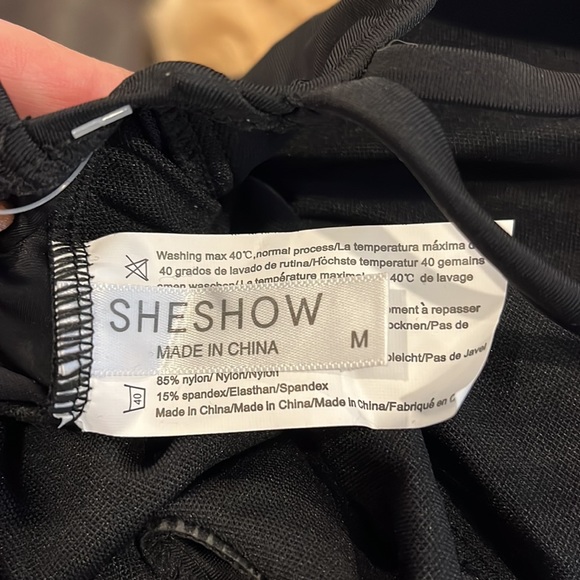 Washing max 40℃,normal process/La temperatura máxima
40 grados de lavado de rutina/Höchste temperatur 40 gemains
waschen/La température maximale 40℃ de lavage
SHESHOW
MADE IN CHINA
M
ement à repasser
ocknen/Pas de
bleicht/Pas de Javel
85% nylon/ Nylon/Nylon
15% spandex/Elasthan/Spandex
40
Made in China/Made in China/Made in China/Fabriqué en